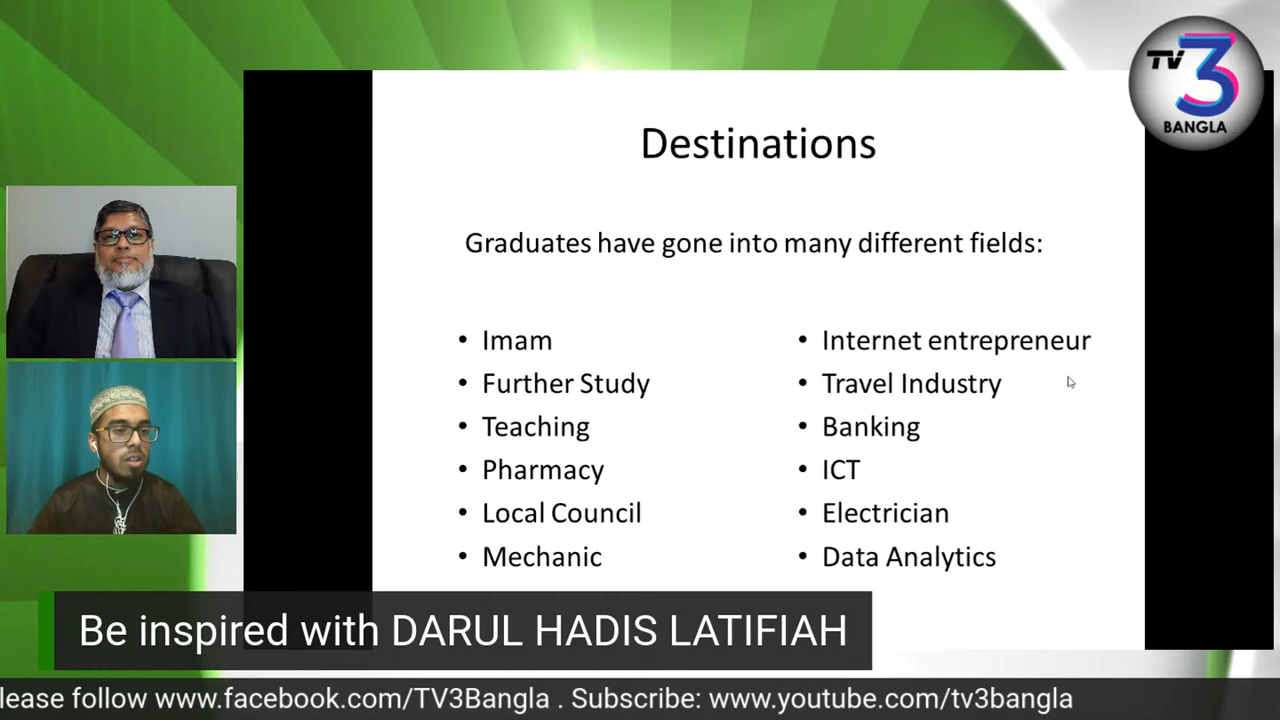 TV3
BANGLA
Destinations
Graduates have gone into many different fields:
• Imam
• Further Study
• Teaching
• Pharmacy
• Local Council
• Mechanic
• Internet entrepreneur
• Travel Industry
• Banking
• ICT
• Electrician
• Data Analytics
Be inspired with DARUL HADIS LATIFIAH
lease follow www.facebook.com/TV3Bangla . Subscribe: www.youtube.com/tv3bangla